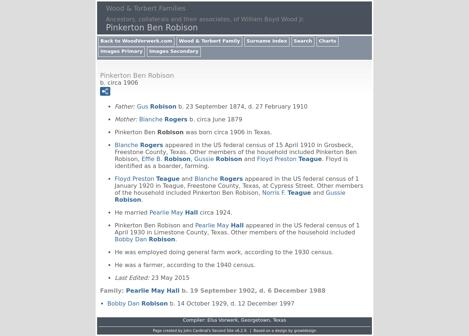 Wood & Torbert Families
Ancestors, collaterals and their associates, of William Boyd Wood Jr.
Pinkerton Ben Robison
Back to WoodVorwerk.com
Wood & Torbert Family
Surname Index
Search
Charts
Images Primary
Images Secondary
Pinkerton Ben Robison
b. circa 1906
• Father: Gus Robison b. 23 September 1874, d. 27 February 1910
• Mother: Blanche Rogers b. circa June 1879
• Pinkerton Ben Robison was born circa 1906 in Texas.
• Blanche Rogers appeared in the US federal census of 15 April 1910 in Grosbeck,
Freestone County, Texas. Other members of the household included Pinkerton Ben
Robison, Effie B. Robison, Gussie Robison and Floyd Preston Teague. Floyd is
identified as a boarder, farming.
• Floyd Preston Teague and Blanche Rogers appeared in the US federal census of 1
January 1920 in Teague, Freestone County, Texas, at Cypress Street. Other members
of the household included Pinkerton Ben Robison, Norris F. Teague and Gussie
Robison.
• He married Pearlie May Hall circa 1924.
• Pinkerton Ben Robison and Pearlie May Hall appeared in the US federal census of 1
April 1930 in Limestone County, Texas. Other members of the household included
Bobby Dan Robison.
• He was employed doing general farm work, according to the 1930 census.
• He was a farmer, according to the 1940 census.
• Last Edited: 23 May 2015
Family: Pearlie May Hall b. 19 September 1902, d. 6 December 1988
• Bobby Dan Robison b. 14 October 1929, d. 12 December 1997
Compiler: Elsa Vorwerk, Georgetown, Texas
Page created by John Cardinal's Second Site v6.2.6. | Based on a design by growldesign